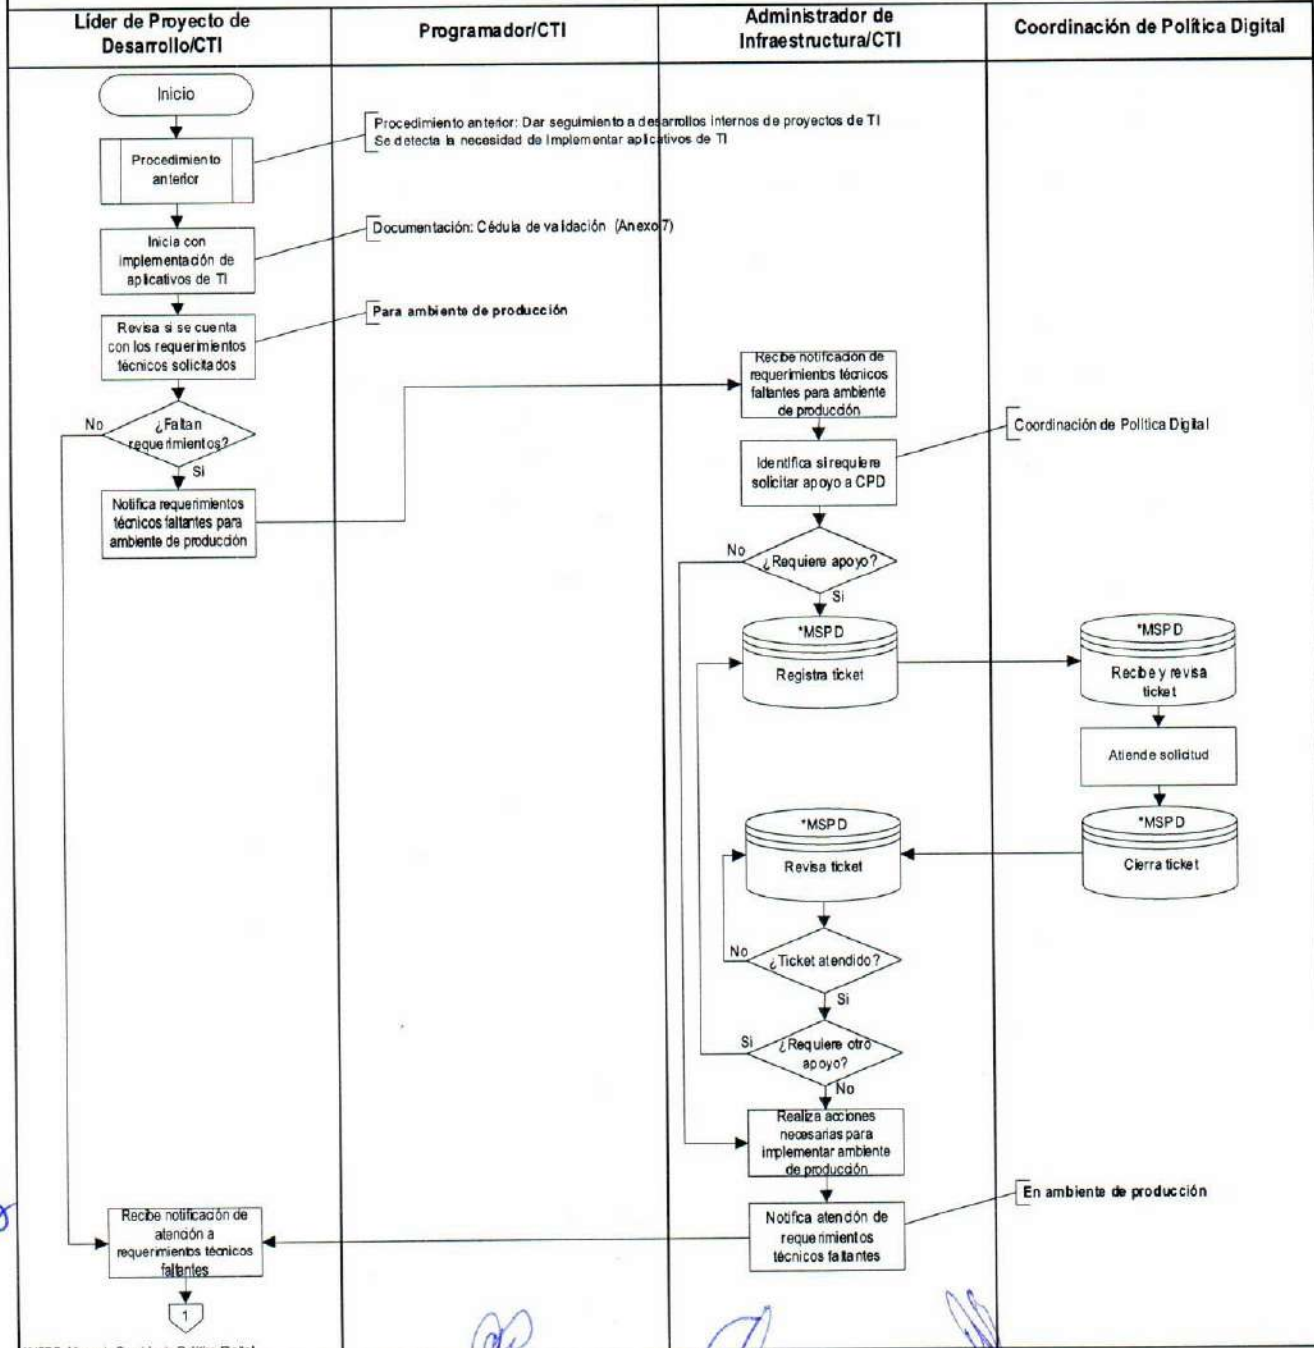 Líder de Proyecto de
Desarrollo/CTI
Programador/CTI
Administrador de
Infraestructura/CTI
Coordinación de Política Digital
Inicio
Procedimiento
anterior
Procedimiento anterior: Dar seguimiento a desarrollos internos de proyectos de TI
Se detecta la necesidad de Implementar aplicativos de TI
Inicia con
implementación de
aplicativos de TI
Documentación: Cédula de validación (Anexo 7)
Revisa si se cuenta
con los requerimientos
técnicos solicitados
Para ambiente de producción
¿Faltan
requerimientos?
No
Si
Notifica requerimientos
técnicos faltantes para
ambiente de producción
Recibe notificación de
requerimientos técnicos
faltantes para ambiente
de producción
Identifica si requiere
solicitar apoyo a CPD
Coordinación de Política Digital
¿Requiere apoyo?
No
Si
*MSPD
Registra ticket
*MSPD
Recibe y revisa
ticket
Atiende solicitud
*MSPD
Cierra ticket
*MSPD
Revisa ticket
No
¿Ticket atendido?
Si
Si
¿Requiere otro
apoyo?
No
Realiza acciones
necesarias para
implementar ambiente
de producción
Notifica atención de
requerimientos
técnicos faltantes
En ambiente de producción
Recibe notificación de
atención a
requerimientos técnicos
faltantes
1